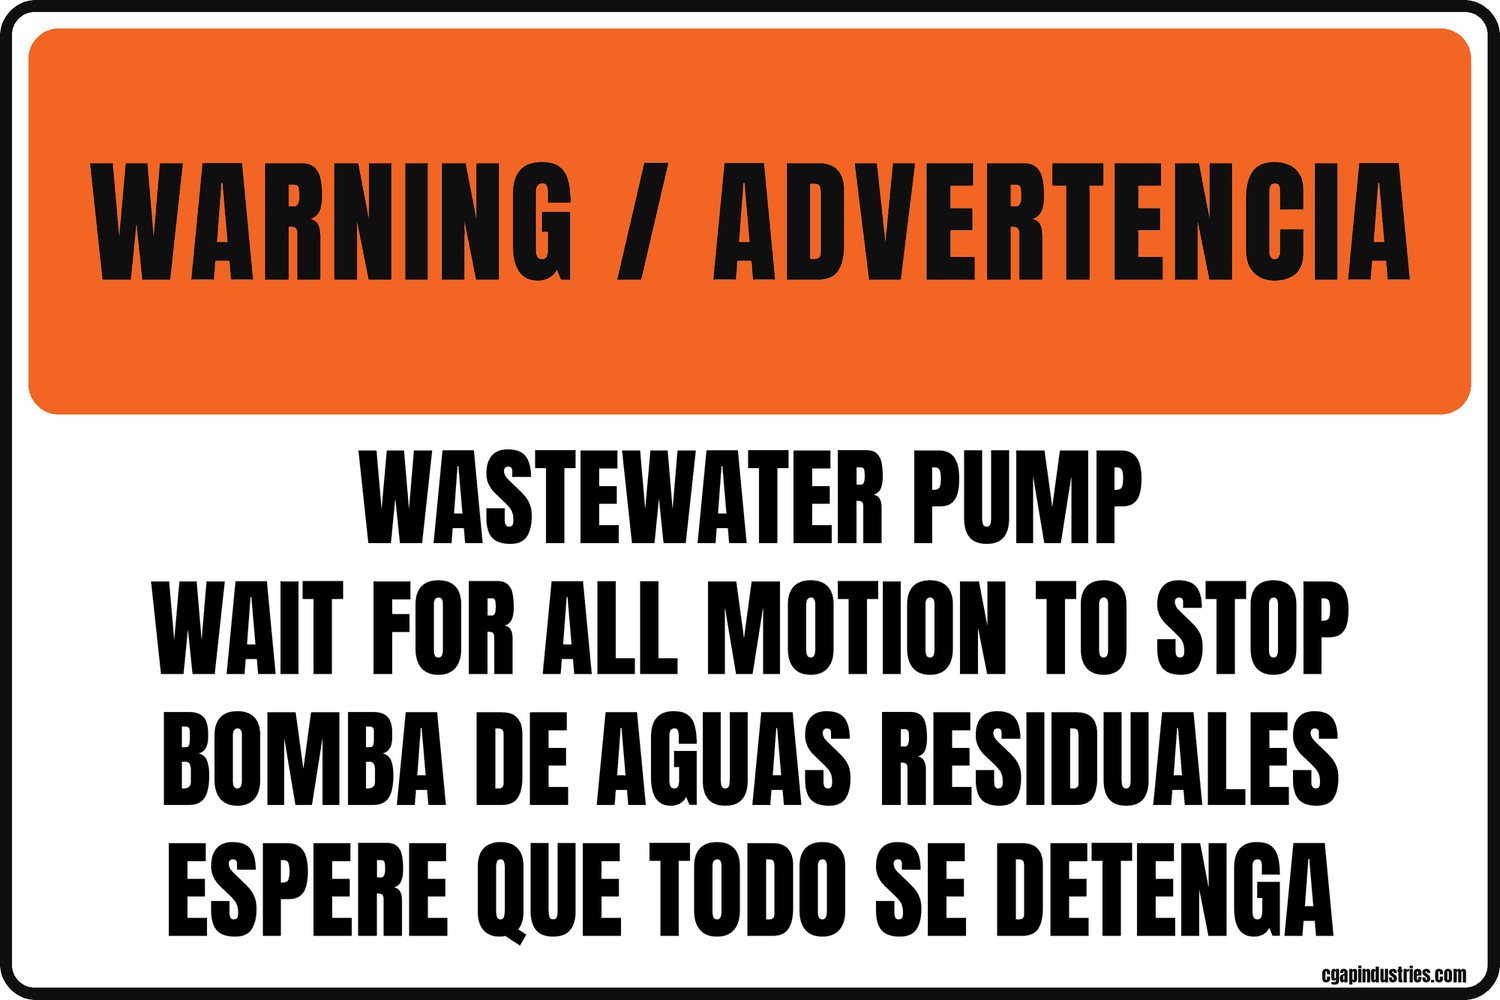 WARNING / ADVERTENCIA
WASTEWATER PUMP
WAIT FOR ALL MOTION TO STOP
BOMBA DE AGUAS RESIDUALES
ESPERE QUE TODO SE DETENGA
cgapindustries.com